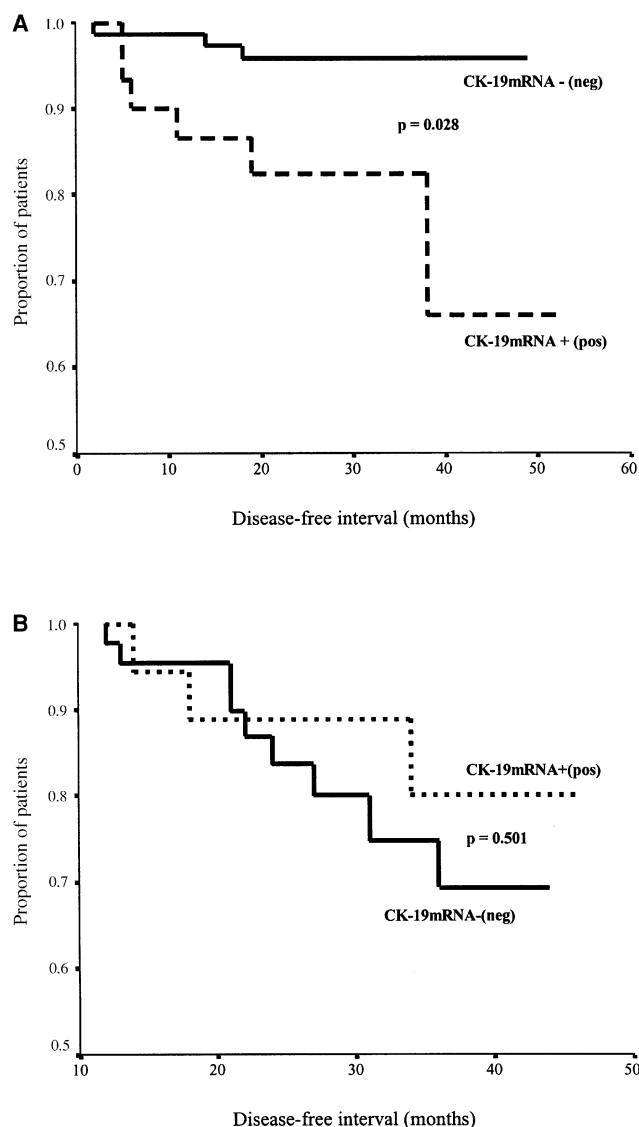 A
1.0
0.9
0.8
0.7
0.6
0.5
Proportion of patients
CK-19mRNA - (neg)
p = 0.028
CK-19mRNA + (pos)
0 10 20 30 40 50 60
Disease-free interval (months)
B
1.0
0.9
0.8
0.7
0.6
0.5
Proportion of patients
CK-19mRNA+(pos)
p = 0.501
CK-19mRNA-(neg)
10 20 30 40 50
Disease-free interval (months)